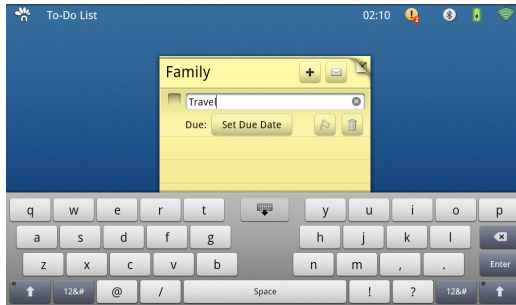 To-Do List 02:10
Family
Travel
Due: Set Due Date
q w e r t y u i o p
a s d f g h j k l
z x c v b n m , . Enter
12&# @ / Space ! ? 12&#